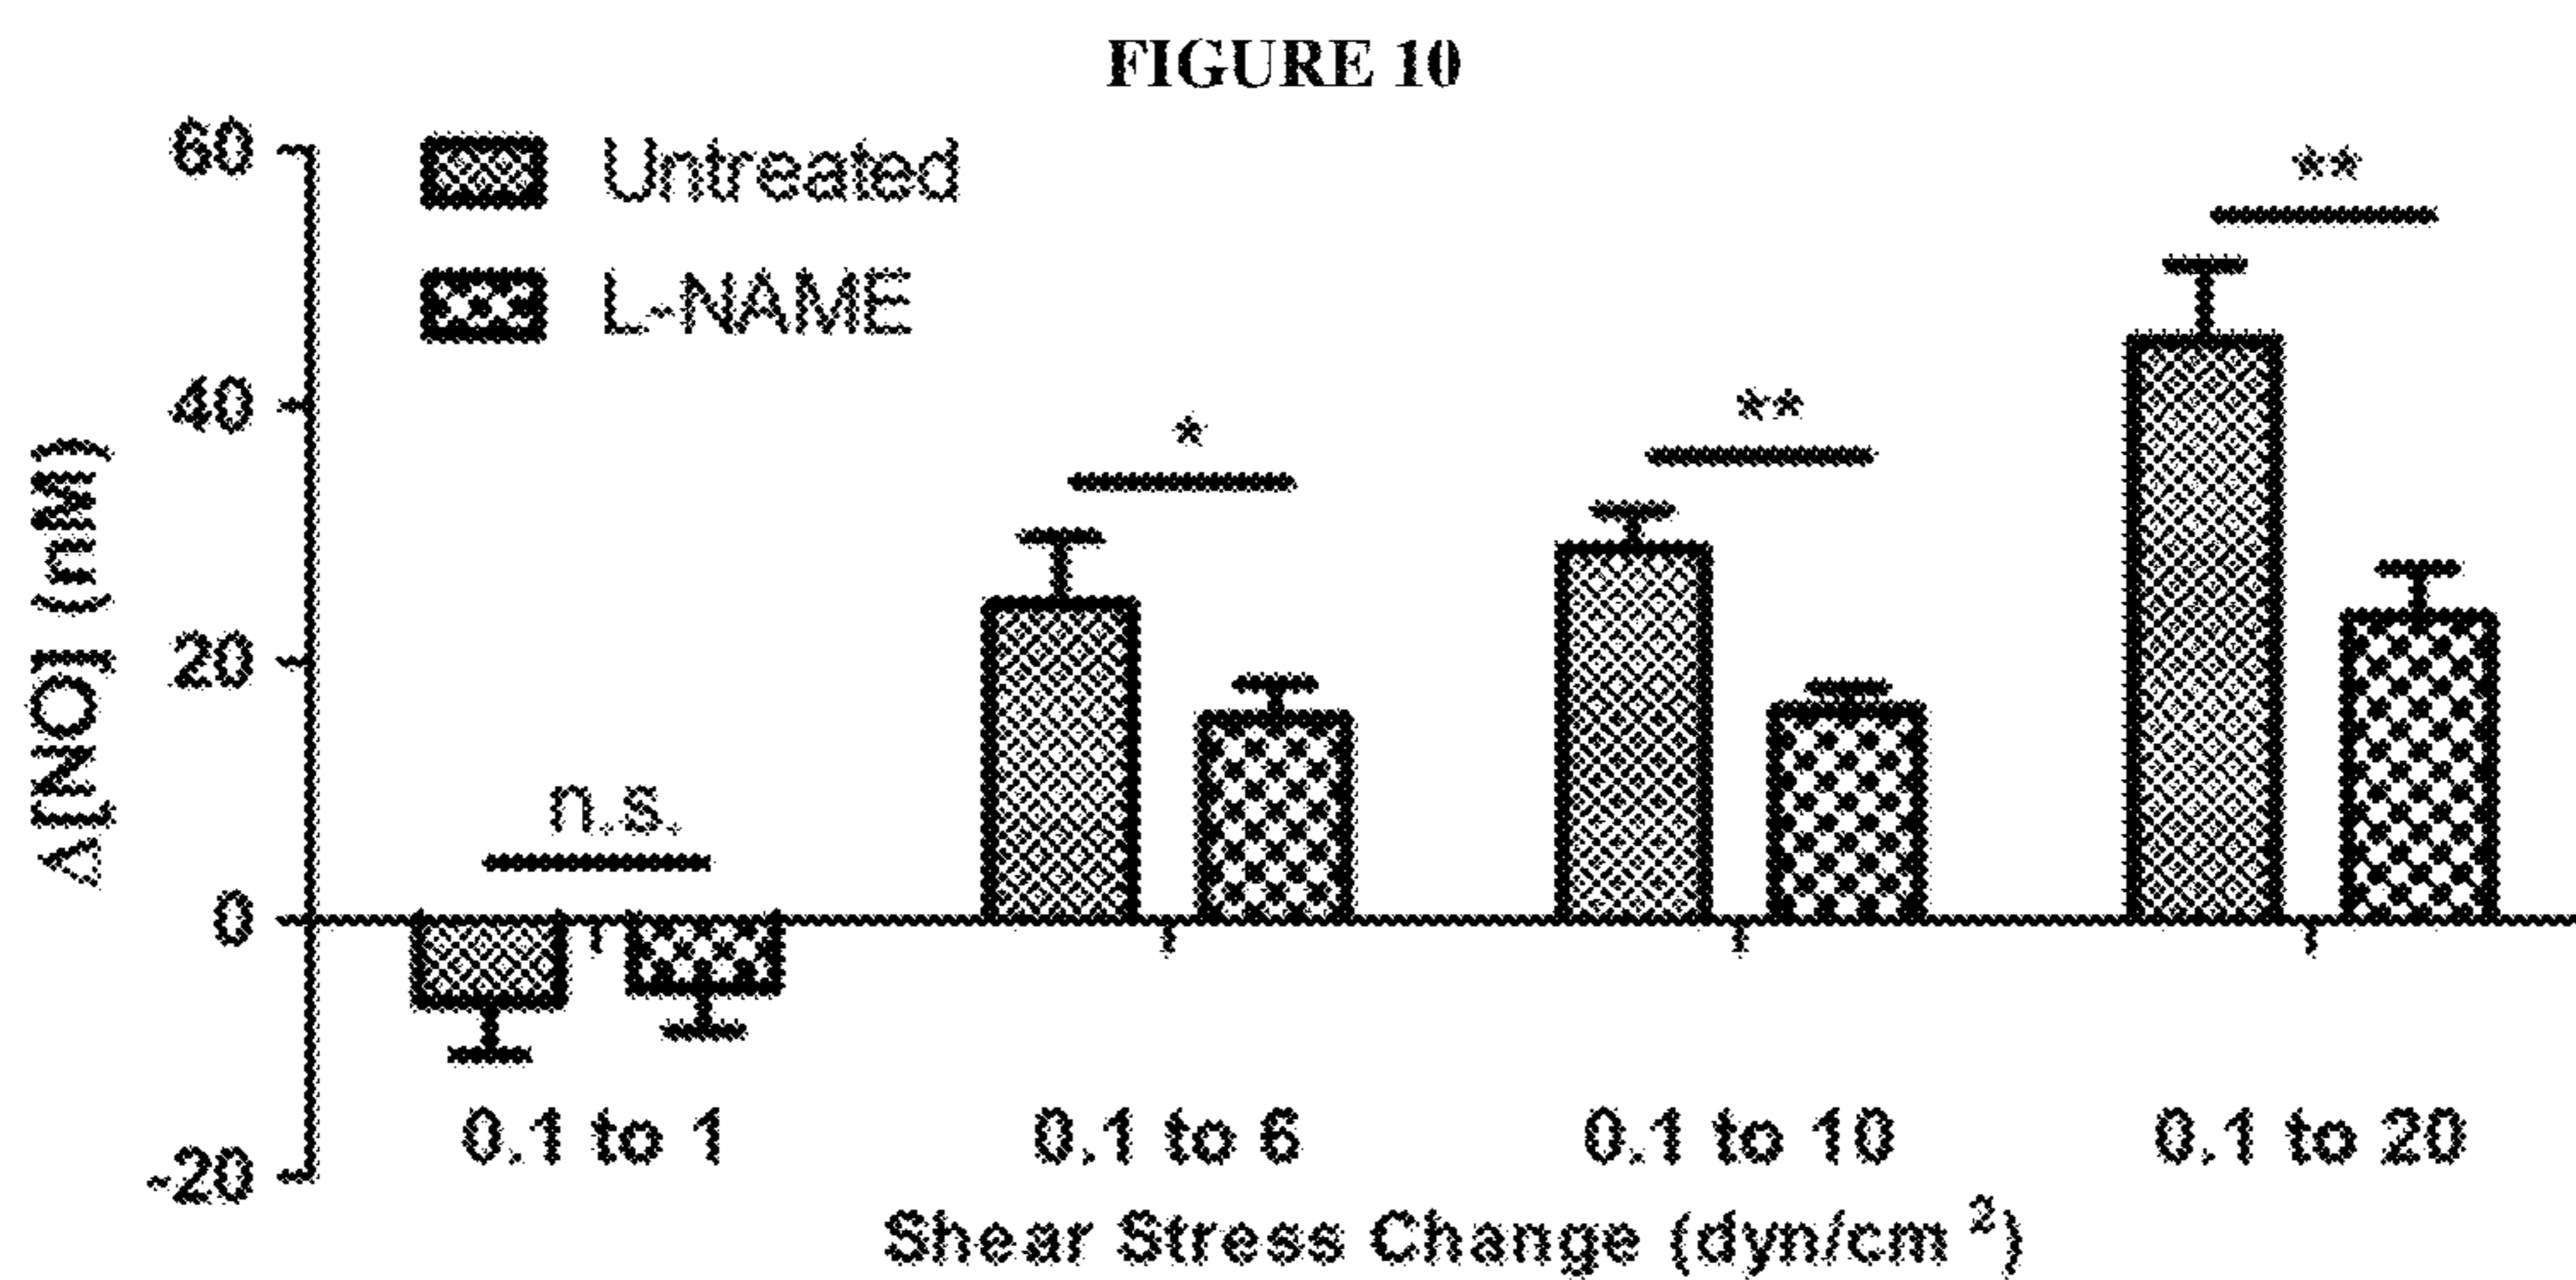 FIGURE 10
60
40
20
0
-20
Δ[NO] (nM)
Untreated
L-NAME
n.s.
*
**
**
0.1 to 1
0.1 to 6
0.1 to 10
0.1 to 20
Shear Stress Change (dyn/cm ²)